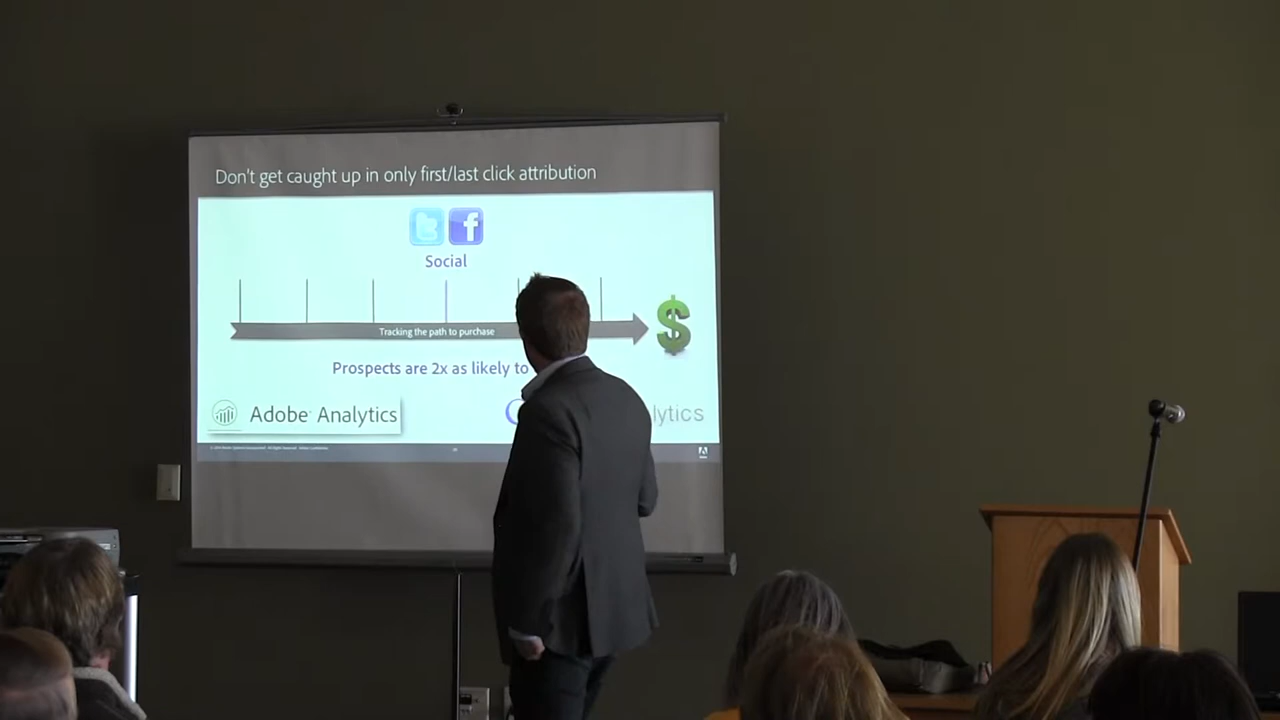 Don't get caught up in only first/last click attribution
Social
Tracking the path to purchase
$
Prospects are 2x as likely to
Adobe Analytics
lytics